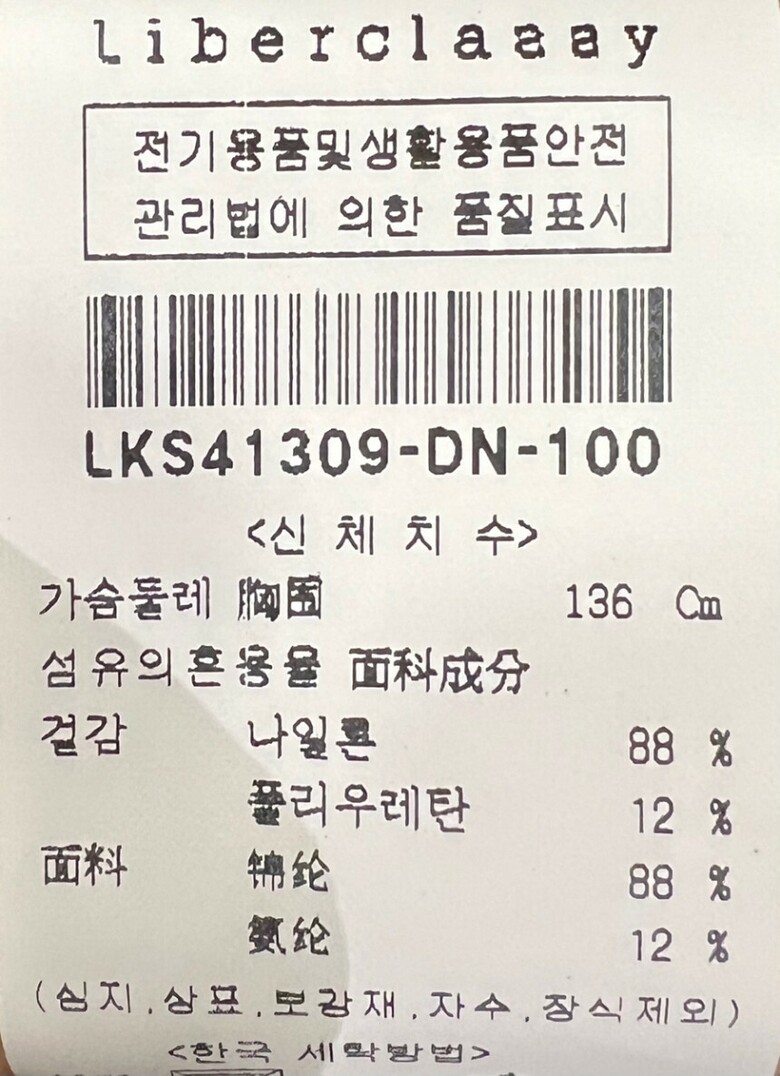 Liberclaaay
전기용품및생활용품안전
관리법에 의한 품질표시
LKS41309-DN-100
<신 체 치 수>
가슴둘레 胸围 136 Cm
섬유의혼용율 面料成分
겉감 나일론 88 %
폴리우레탄 12 %
面料 锦纶 88 %
氨纶 12 %
(심지,상표,보강재,자수,장식제외)
<한국 세탁방법>